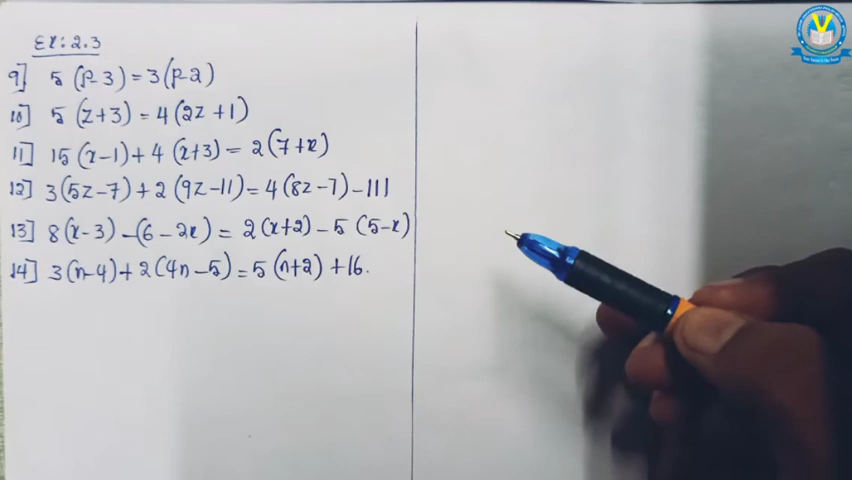 Ex: 2.3
9] 5 (p-3) = 3(p-2)
10] 5 (z+3) = 4(2z+1)
11] 15(x-1)+4(x+3) = 2(7+x)
12] 3(5z-7)+2(9z-11)=4(8z-7)-111
13] 8(x-3)-(6-2x) = 2(x+2)-5(5-x)
14] 3(n-4)+2(4n-5)=5(n+2)+16.